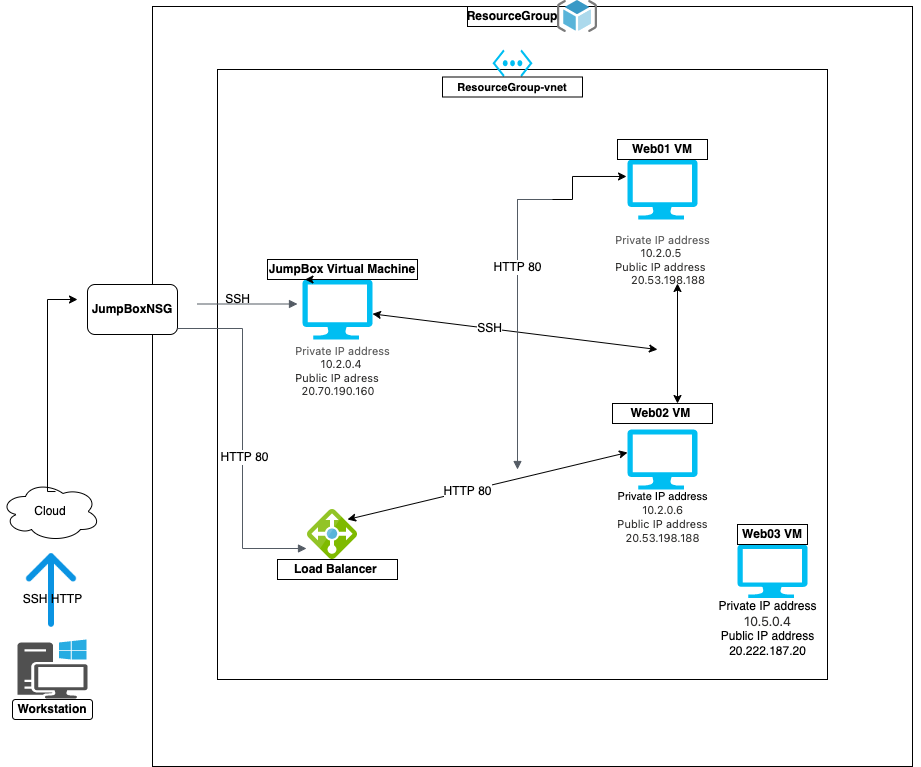 ResourceGroup
ResourceGroup-vnet
Web01 VM
Private IP address
10.2.0.5
Public IP address
20.53.198.188
HTTP 80
JumpBox Virtual Machine
Private IP address
10.2.0.4
Public IP adress
20.70.190.160
JumpBoxNSG
SSH
SSH
Web02 VM
Private IP address
10.2.0.6
Public IP address
20.53.198.188
HTTP 80
HTTP 80
Cloud
Load Balancer
Web03 VM
Private IP address
10.5.0.4
Public IP address
20.222.187.20
SSH HTTP
Workstation